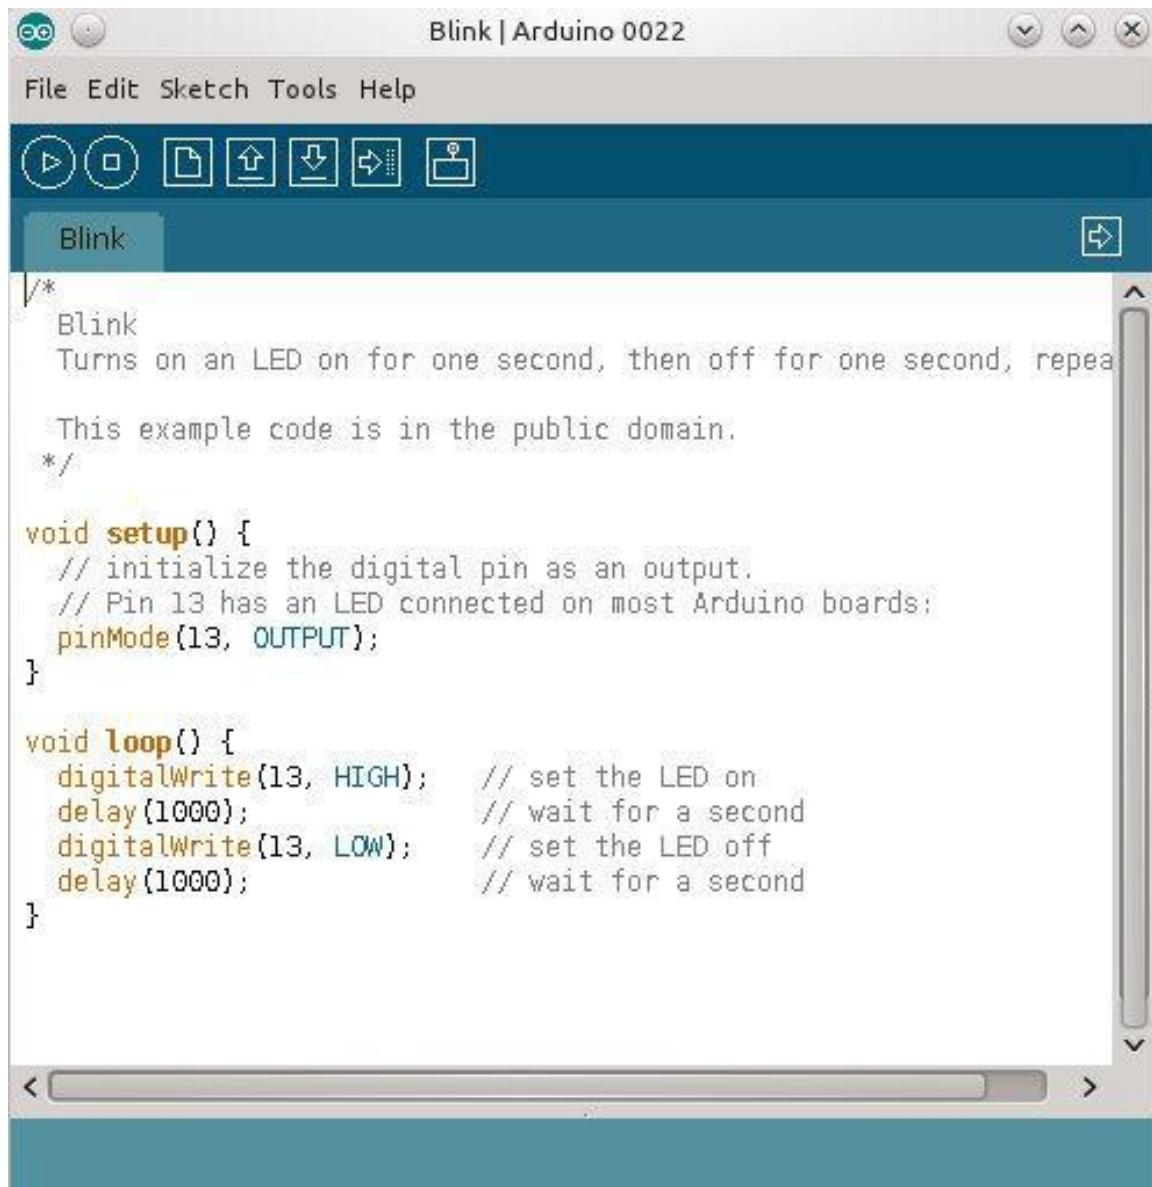 Blink | Arduino 0022
File Edit Sketch Tools Help
Blink
/*
Blink
Turns on an LED on for one second, then off for one second, repea
This example code is in the public domain.
*/
void setup() {
// initialize the digital pin as an output.
// Pin 13 has an LED connected on most Arduino boards:
pinMode(13, OUTPUT);
}
void loop() {
digitalWrite(13, HIGH); // set the LED on
delay(1000); // wait for a second
digitalWrite(13, LOW); // set the LED off
delay(1000); // wait for a second
}